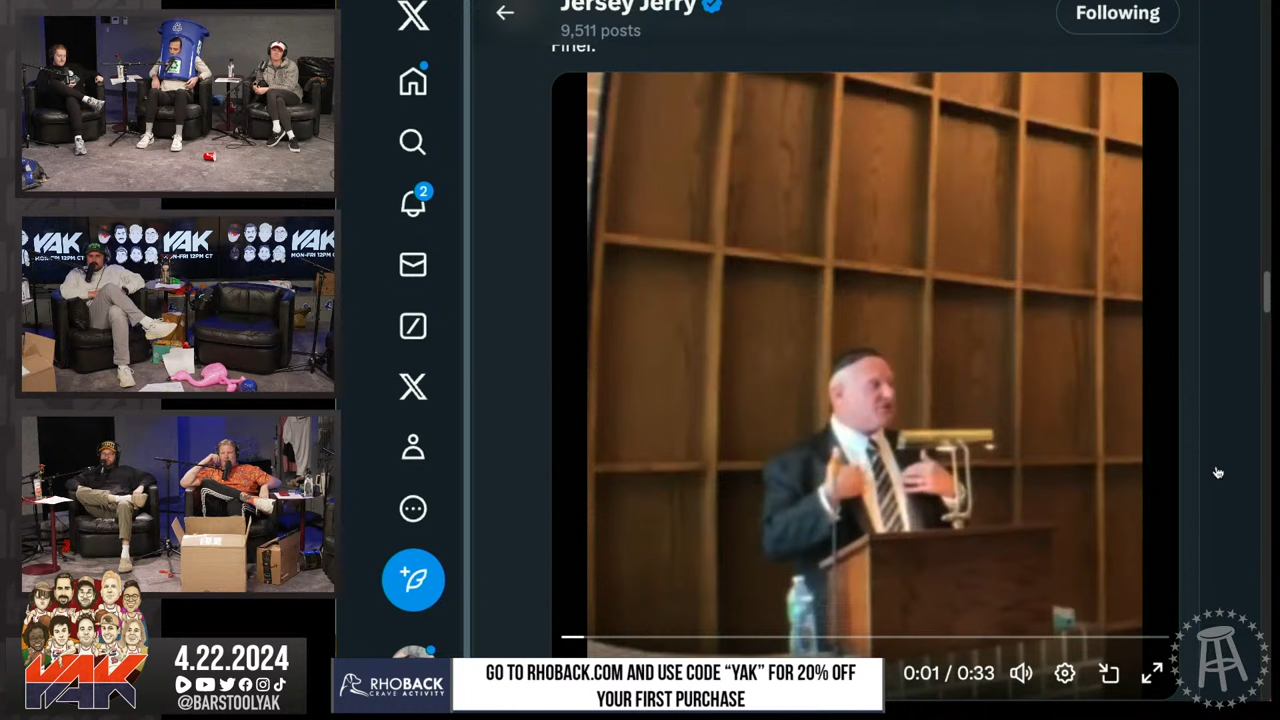 Jersey Jerry
9,511 posts
Following
Finer.
2
YAK
YAK
YAK
MON-FRI 12PM CT
MON-FRI 12PM CT
YAK
4.22.2024
@BARSTOOLYAK
RHOBACK
CRAVE ACTIVITY
GO TO RHOBACK.COM AND USE CODE “YAK” FOR 20% OFF
YOUR FIRST PURCHASE
0:01 / 0:33